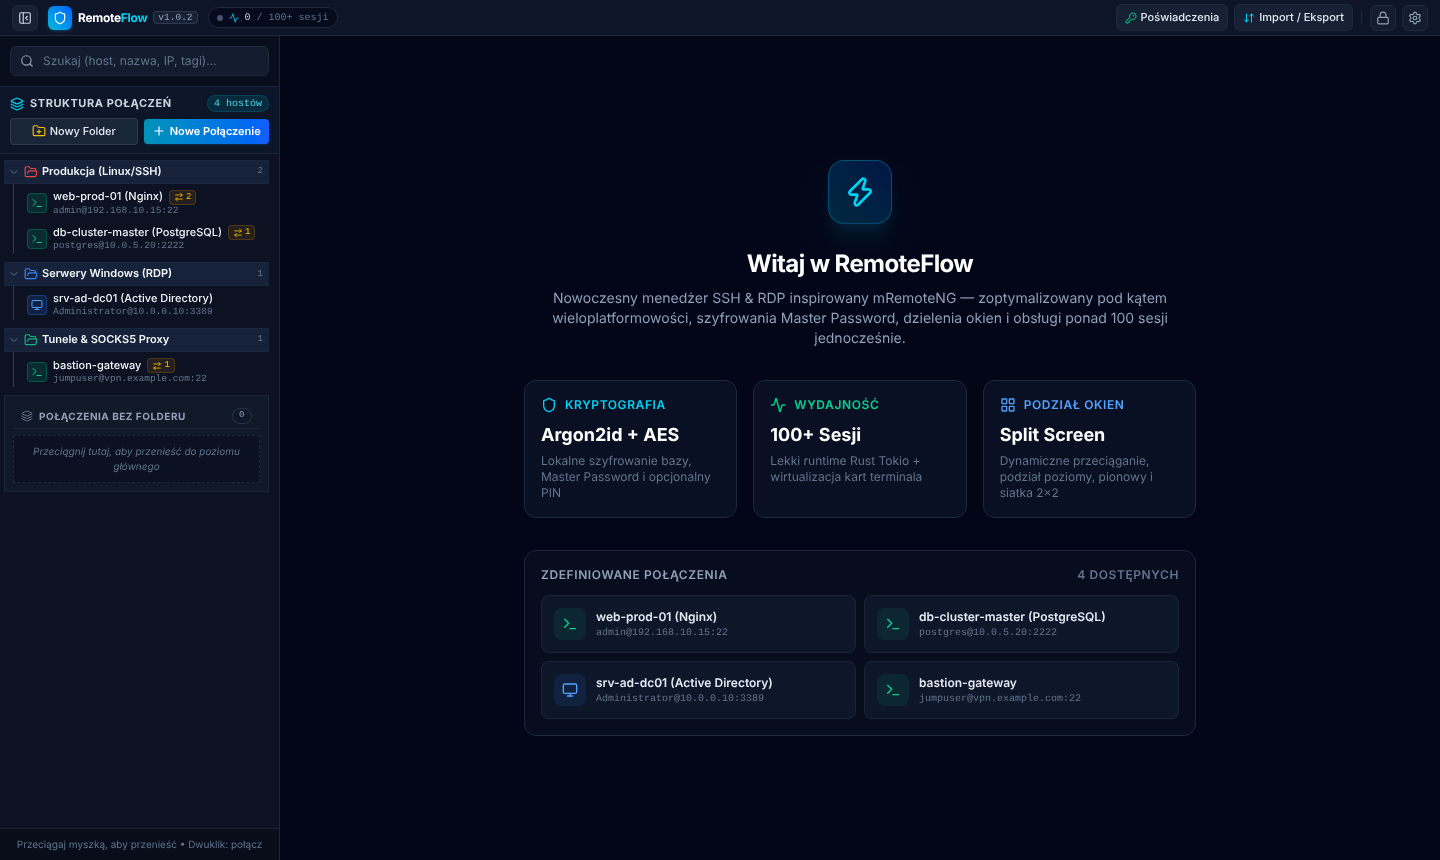 RemoteFlow v1.0.2 0 / 100+ sesji Poświadczenia Import / Eksport
Szukaj (host, nazwa, IP, tagi)...
STRUKTURA POŁĄCZEŃ 4 hostów
Nowy Folder Nowe Połączenie
Produkcja (Linux/SSH) 2
web-prod-01 (Nginx) 2
admin@192.168.10.15:22
db-cluster-master (PostgreSQL) 1
postgres@10.0.5.20:2222
Serwery Windows (RDP) 1
srv-ad-dc01 (Active Directory)
Administrator@10.0.0.10:3389
Tunele & SOCKS5 Proxy 1
bastion-gateway 1
jumpuser@vpn.example.com:22
POŁĄCZENIA BEZ FOLDERU 0
Przeciągnij tutaj, aby przenieść do poziomu
głównego
Przeciągaj myszką, aby przenieść • Dwuklik: połącz
Witaj w RemoteFlow
Nowoczesny menedżer SSH & RDP inspirowany mRemoteNG — zoptymalizowany pod kątem
wieloplatformowości, szyfrowania Master Password, dzielenia okien i obsługi ponad 100 sesji
jednocześnie.
KRYPTOGRAFIA
Argon2id + AES
Lokalne szyfrowanie bazy,
Master Password i opcjonalny
PIN
WYDAJNOŚĆ
100+ Sesji
Lekki runtime Rust Tokio +
wirtualizacja kart terminala
PODZIAŁ OKIEN
Split Screen
Dynamiczne przeciąganie,
podział poziomy, pionowy i
siatka 2×2
ZDEFINIOWANE POŁĄCZENIA 4 DOSTĘPNYCH
web-prod-01 (Nginx)
admin@192.168.10.15:22
db-cluster-master (PostgreSQL)
postgres@10.0.5.20:2222
srv-ad-dc01 (Active Directory)
Administrator@10.0.0.10:3389
bastion-gateway
jumpuser@vpn.example.com:22